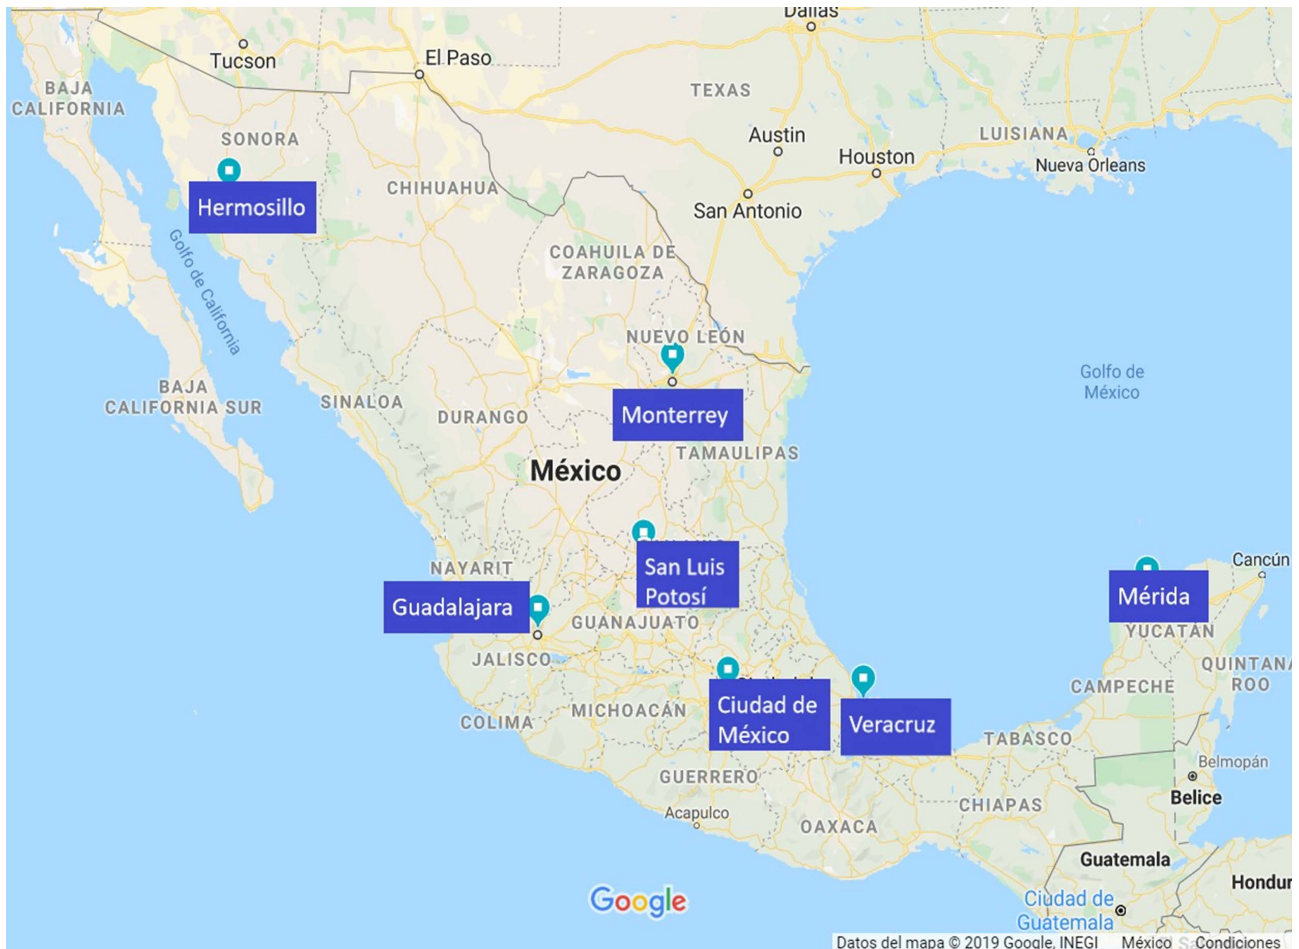 Dallas
Tucson
El Paso
BAJA
CALIFORNIA
TEXAS
SONORA
Austin
LUISIANA
Houston
Nueva Orleans
CHIHUAHUA
Hermosillo
San Antonio
Golfo de California
COAHUILA DE
ZARAGOZA
NUEVO LEÓN
Golfo de
México
BAJA
CALIFORNIA SUR
SINALOA
DURANGO
Monterrey
TAMAULIPAS
México
NAYARIT
San Luis
Potosí
Cancún
Mérida
Guadalajara
GUANAJUATO
YUCATÁN
JALISCO
QUINTANA
ROO
CAMPECHE
COLIMA
MICHOACÁN
Ciudad de
México
Veracruz
TABASCO
GUERRERO
Belmopán
Belice
Acapulco
OAXACA
CHIAPAS
Guatemala
Hondur
Google
Ciudad de
Guatemala
Datos del mapa © 2019 Google, INEGI México Condiciones